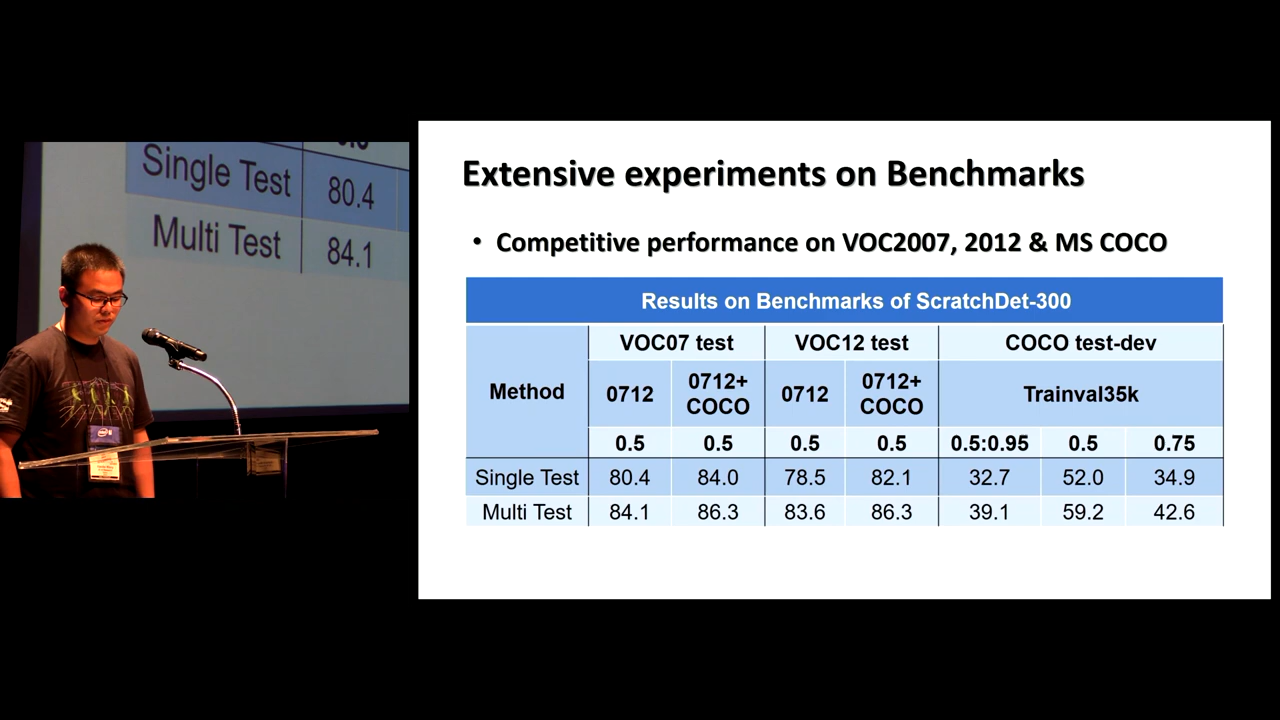 Single Test 80.4
Multi Test 84.1
Extensive experiments on Benchmarks
• Competitive performance on VOC2007, 2012 & MS COCO
Results on Benchmarks of ScratchDet-300
Method VOC07 test VOC12 test COCO test-dev
0712 0712+ COCO 0712 0712+ COCO Trainval35k
0.5 0.5 0.5 0.5 0.5:0.95 0.5 0.75
Single Test 80.4 84.0 78.5 82.1 32.7 52.0 34.9
Multi Test 84.1 86.3 83.6 86.3 39.1 59.2 42.6